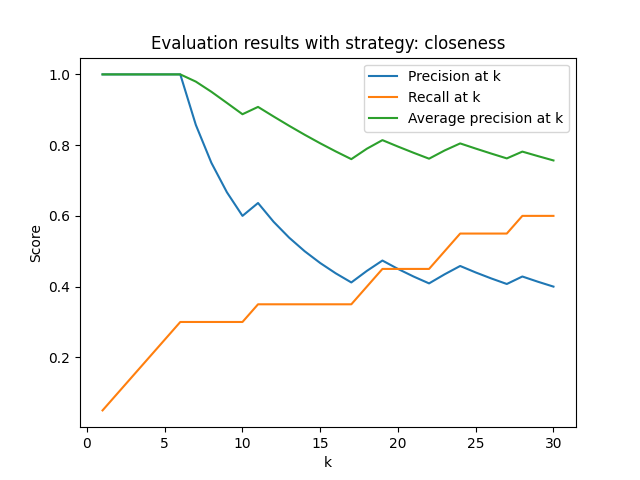 Evaluation results with strategy: closeness
Precision at k
Recall at k
Average precision at k
1.0
0.8
0.6
0.4
0.2
Score
0
5
10
15
20
25
30
k